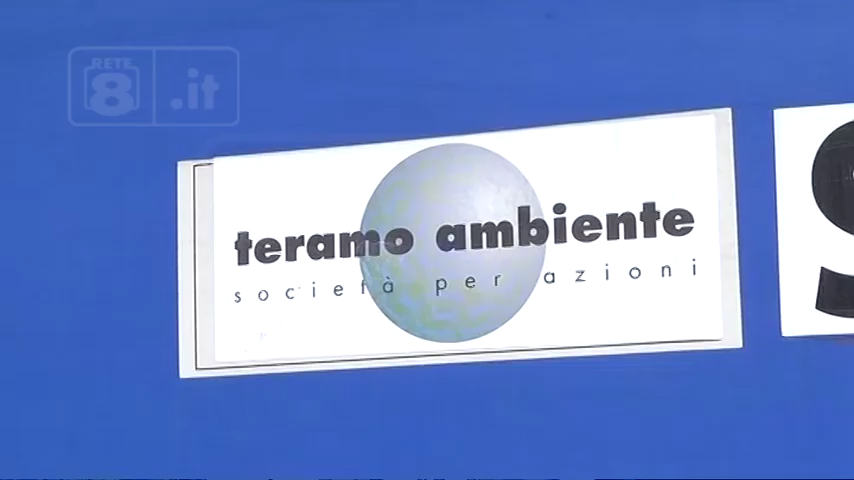 RETE
8 .it
teramo ambiente
società per azioni
S